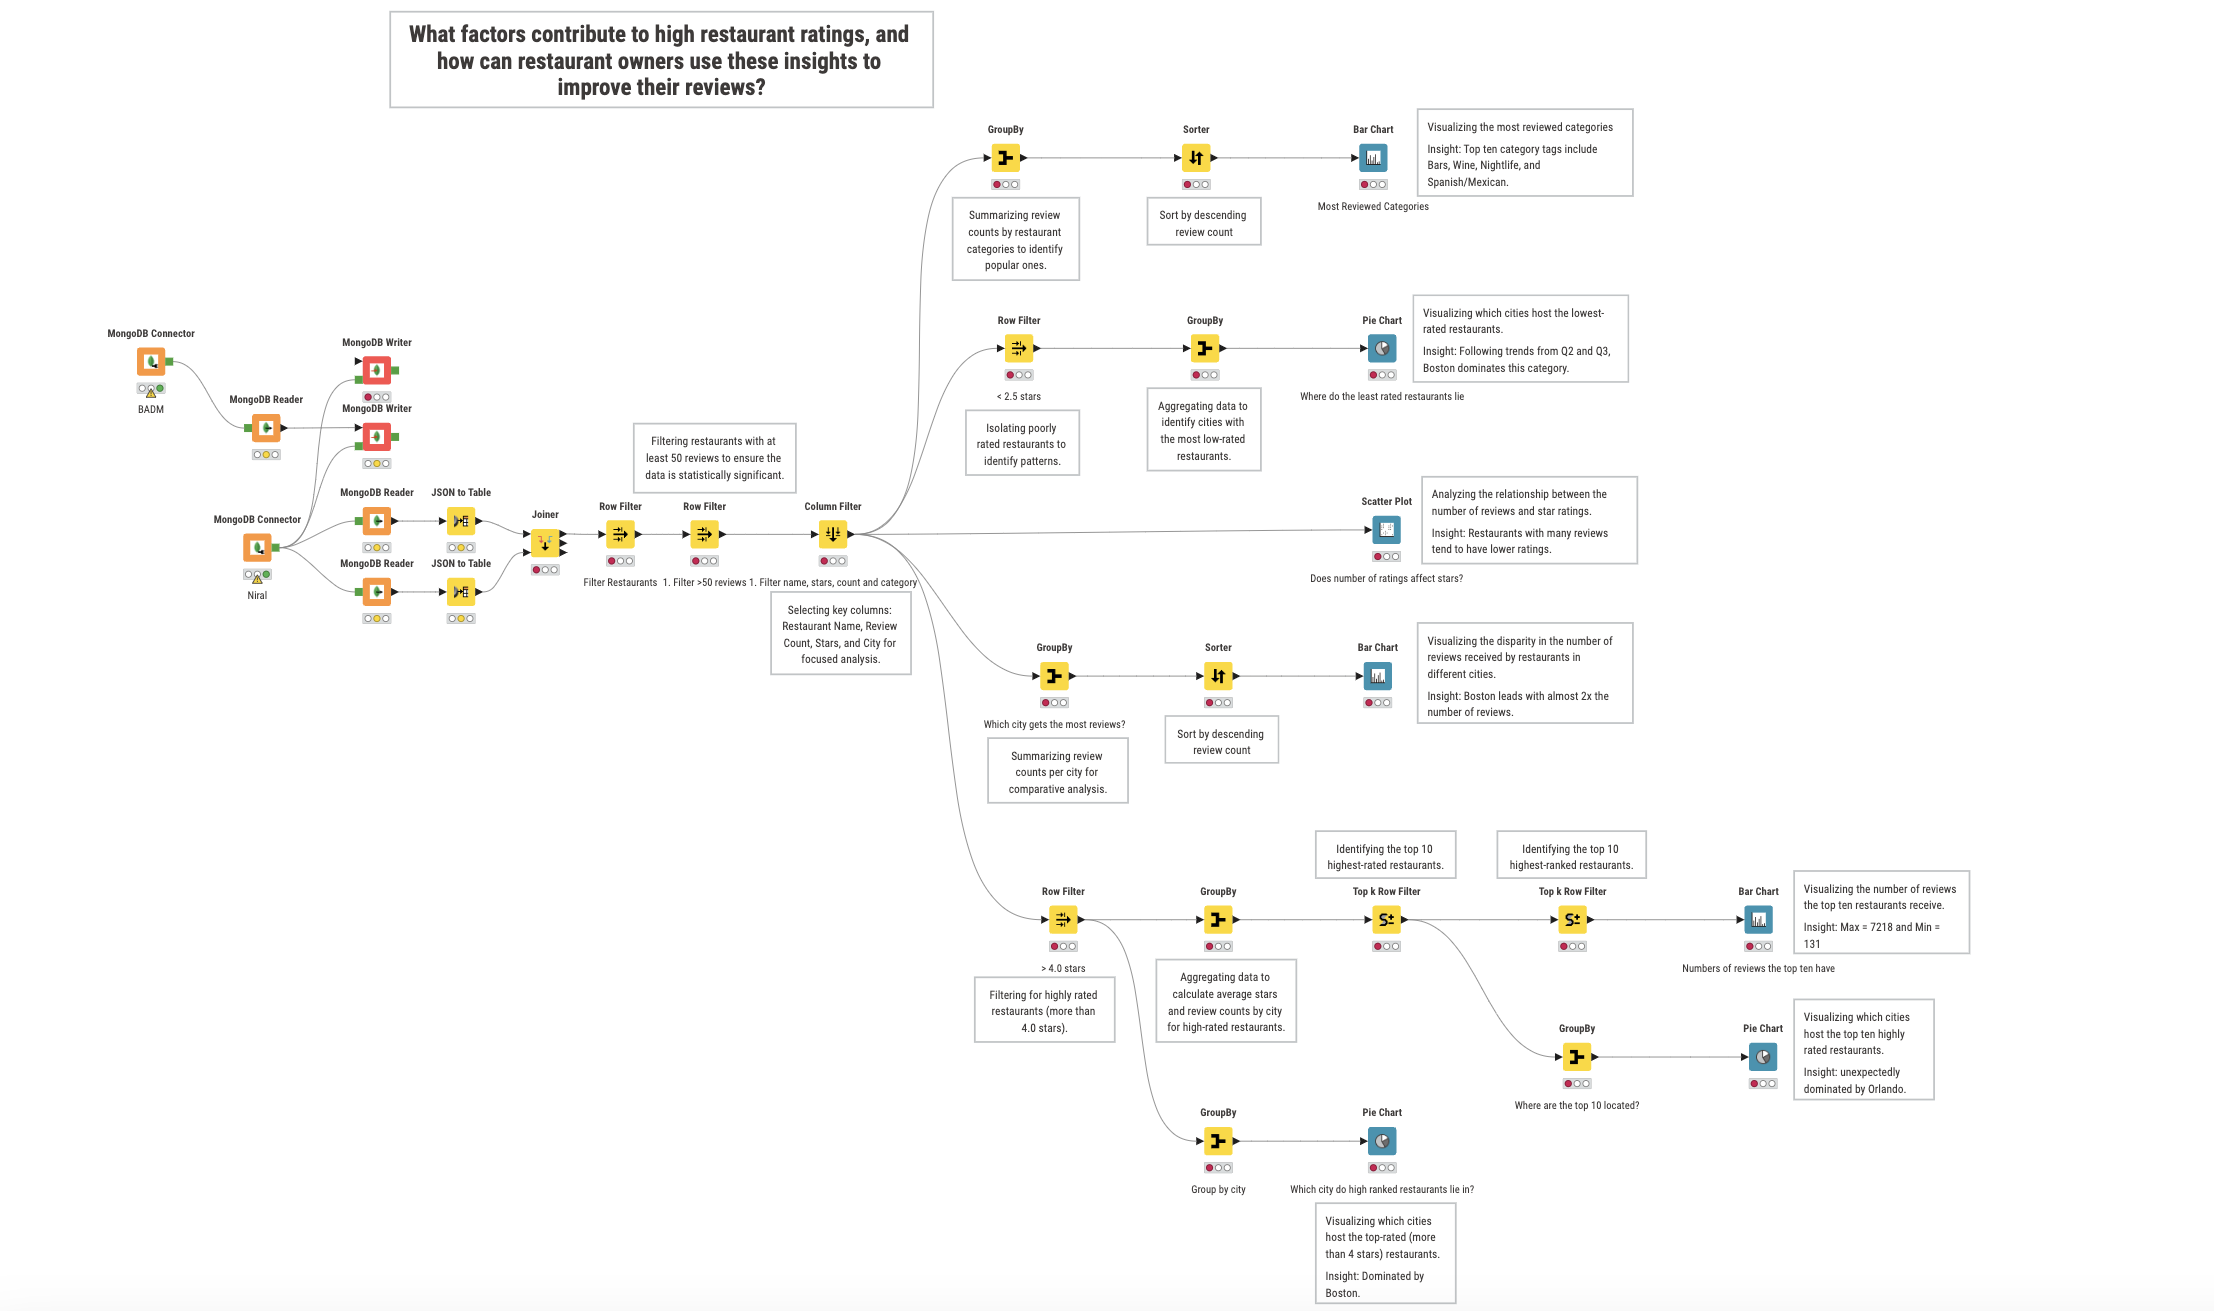 What factors contribute to high restaurant ratings, and
how can restaurant owners use these insights to
improve their reviews?
GroupBy
Summarizing review
counts by restaurant
categories to identify
popular ones.
Sorter
Sort by descending
review count
Bar Chart
Most Reviewed Categories
Visualizing the most reviewed categories
Insight: Top ten category tags include
Bars, Wine, Nightlife, and
Spanish/Mexican.
MongoDB Connector
BADM
MongoDB Reader
MongoDB Writer
MongoDB Writer
MongoDB Connector
Niral
MongoDB Reader
JSON to Table
MongoDB Reader
JSON to Table
Joiner
Filtering restaurants with at
least 50 reviews to ensure the
data is statistically significant.
Row Filter
Filter Restaurants
Row Filter
1. Filter >50 reviews
Column Filter
1. Filter name, stars, count and category
Selecting key columns:
Restaurant Name, Review
Count, Stars, and City for
focused analysis.
Row Filter
< 2.5 stars
Isolating poorly
rated restaurants to
identify patterns.
GroupBy
Aggregating data to
identify cities with
the most low-rated
restaurants.
Pie Chart
Where do the least rated restaurants lie
Visualizing which cities host the lowest-
rated restaurants.
Insight: Following trends from Q2 and Q3,
Boston dominates this category.
Scatter Plot
Does number of ratings affect stars?
Analyzing the relationship between the
number of reviews and star ratings.
Insight: Restaurants with many reviews
tend to have lower ratings.
GroupBy
Which city gets the most reviews?
Summarizing review
counts per city for
comparative analysis.
Sorter
Sort by descending
review count
Bar Chart
Visualizing the disparity in the number of
reviews received by restaurants in
different cities.
Insight: Boston leads with almost 2x the
number of reviews.
Row Filter
> 4.0 stars
Filtering for highly rated
restaurants (more than
4.0 stars).
GroupBy
Aggregating data to
calculate average stars
and review counts by city
for high-rated restaurants.
Identifying the top 10
highest-rated restaurants.
Top k Row Filter
Identifying the top 10
highest-ranked restaurants.
Top k Row Filter
Bar Chart
Numbers of reviews the top ten have
Visualizing the number of reviews
the top ten restaurants receive.
Insight: Max = 7218 and Min =
131
GroupBy
Where are the top 10 located?
Pie Chart
Visualizing which cities
host the top ten highly
rated restaurants.
Insight: unexpectedly
dominated by Orlando.
GroupBy
Group by city
Pie Chart
Which city do high ranked restaurants lie in?
Visualizing which cities
host the top-rated (more
than 4 stars) restaurants.
Insight: Dominated by
Boston.